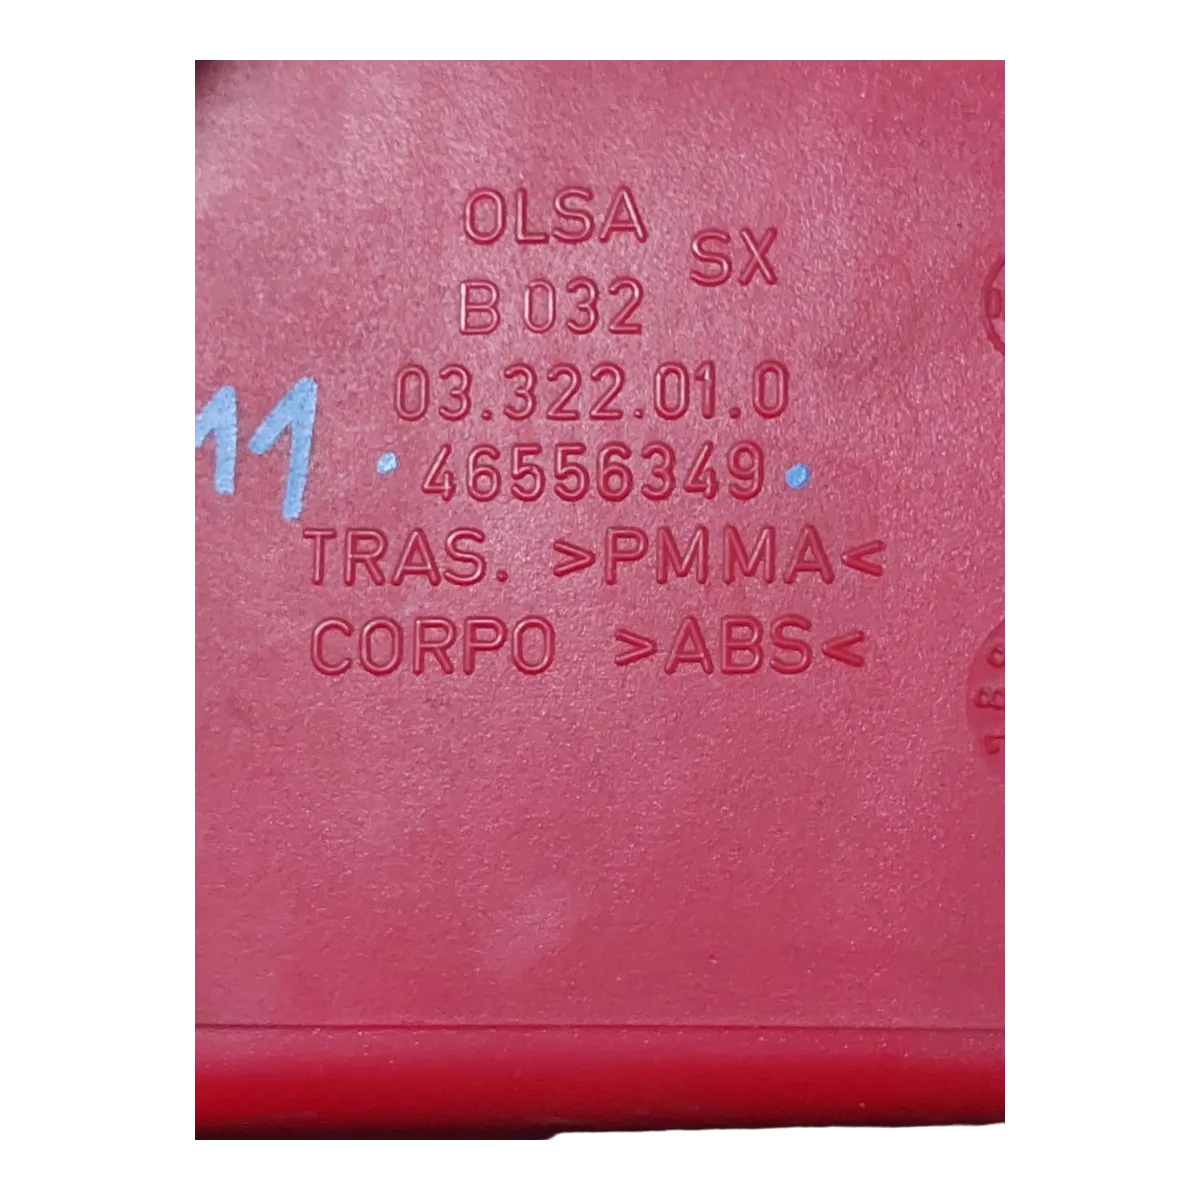 OLSA
SX
B 032
03.322.01.0
11
46556349
TRAS. >PMMA<
CORPO >ABS<